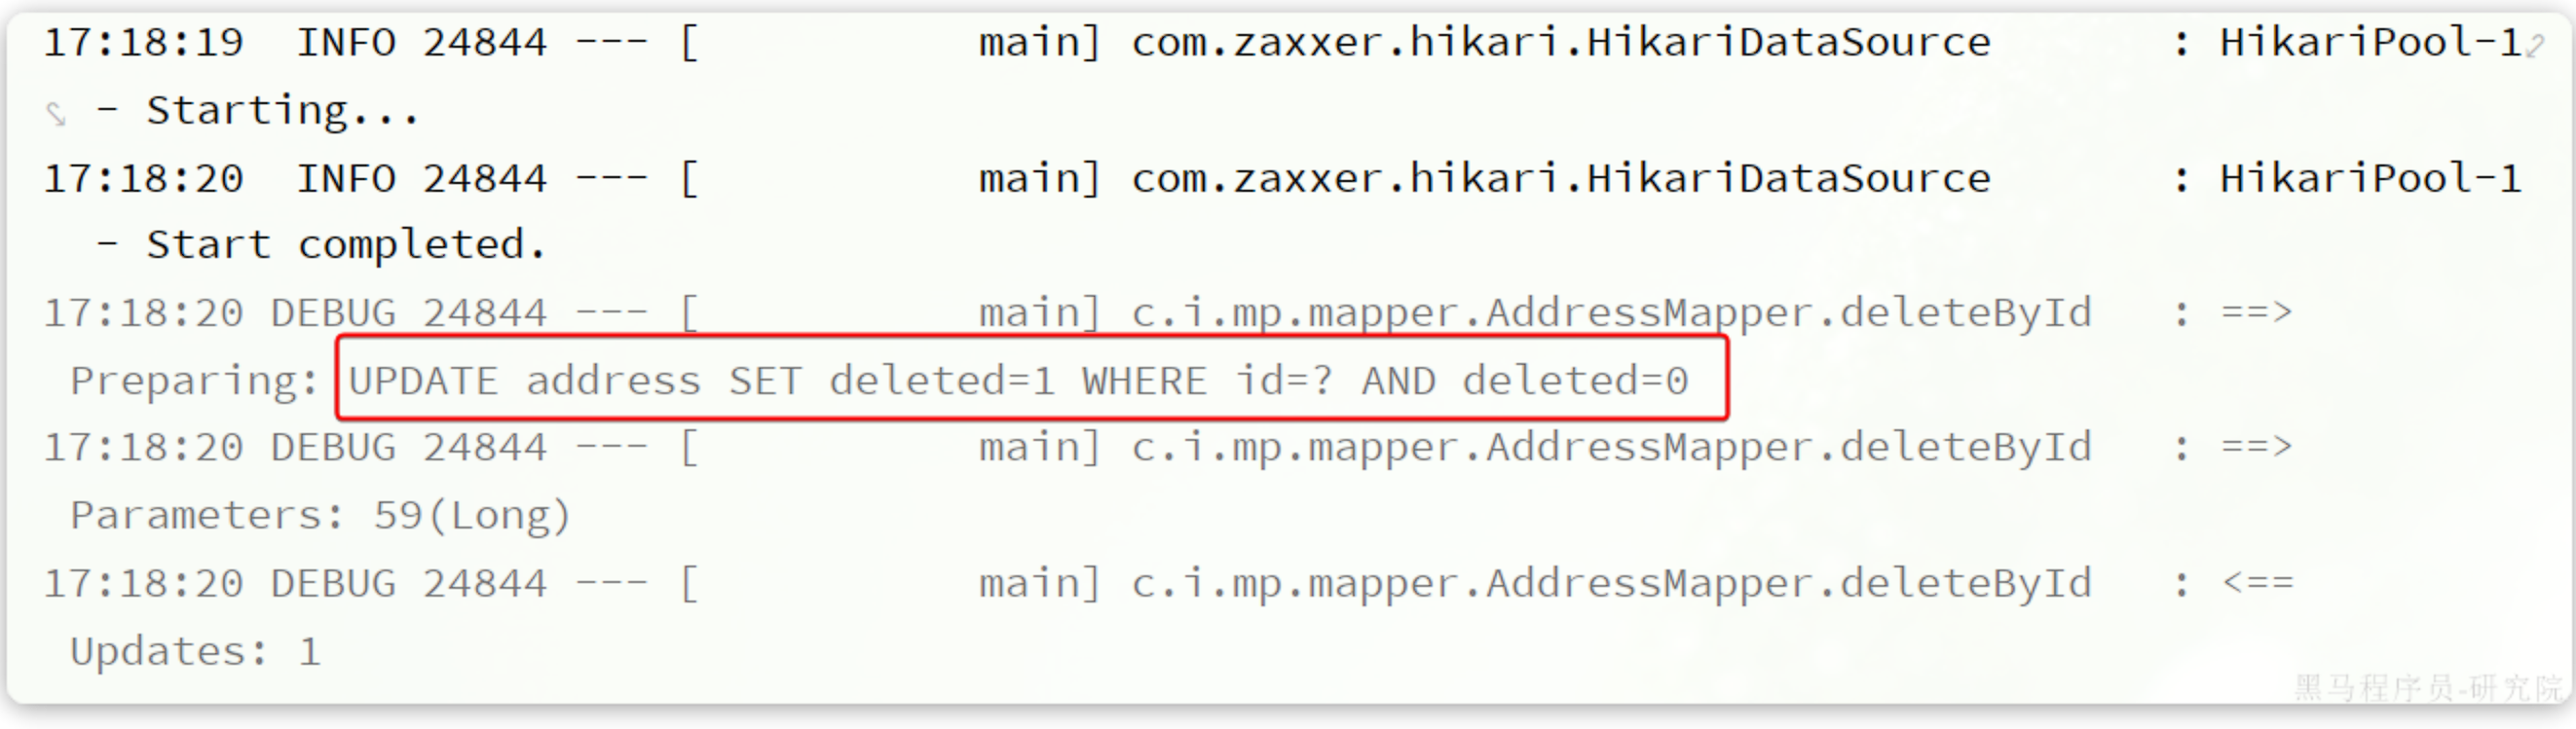 17:18:19  INFO 24844 --- [           main] com.zaxxer.hikari.HikariDataSource       : HikariPool-1
 - Starting...
17:18:20  INFO 24844 --- [           main] com.zaxxer.hikari.HikariDataSource       : HikariPool-1
 - Start completed.
17:18:20 DEBUG 24844 --- [           main] c.i.mp.mapper.AddressMapper.deleteById   : ==>
 Preparing: UPDATE address SET deleted=1 WHERE id=? AND deleted=0
17:18:20 DEBUG 24844 --- [           main] c.i.mp.mapper.AddressMapper.deleteById   : ==>
 Parameters: 59(Long)
17:18:20 DEBUG 24844 --- [           main] c.i.mp.mapper.AddressMapper.deleteById   : <==
 Updates: 1
黑马程序员-研究院